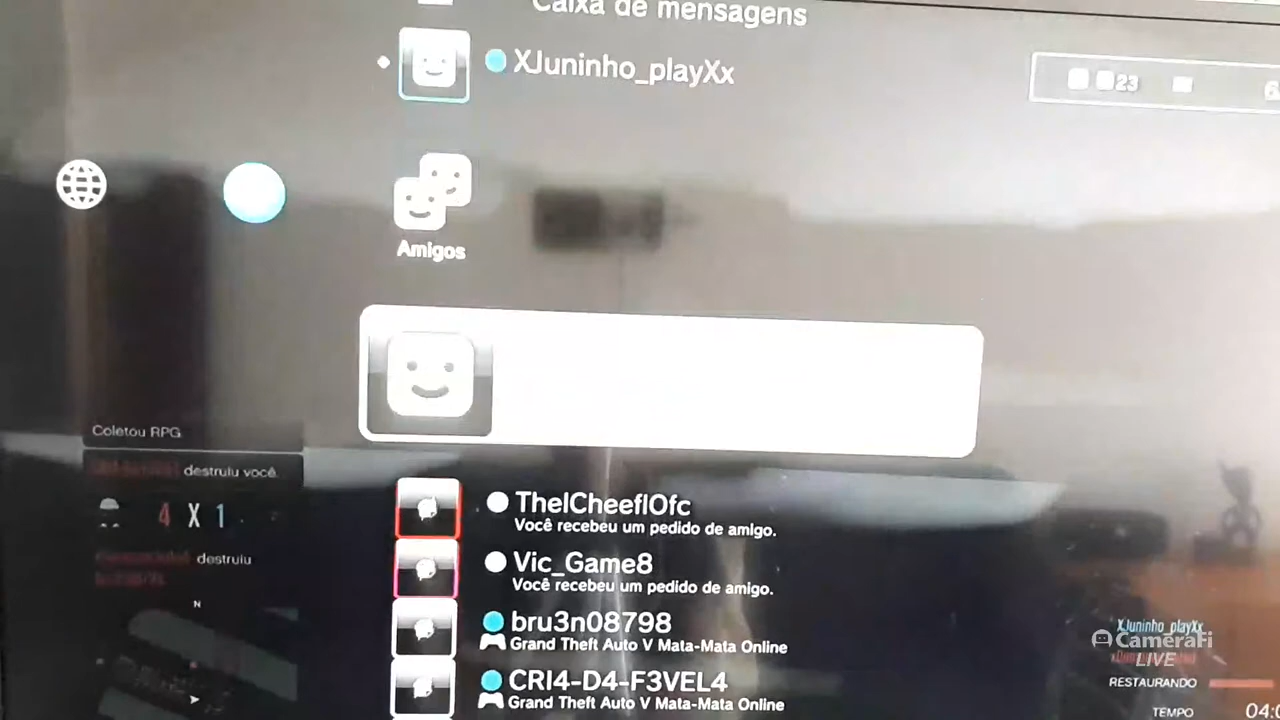 Caixa de mensagens
XJuninho_playXx
23
Amigos
Coletou RPG.
destruiu você.
4 X 1
destruiu
N
TheICheefIOfc
Você recebeu um pedido de amigo.
Vic_Game8
Você recebeu um pedido de amigo.
bru3n08798
Grand Theft Auto V Mata-Mata Online
CRI4-D4-F3VEL4
Grand Theft Auto V Mata-Mata Online
XJuninho_playXx
CameraFi
LIVE
RESTAURANDO
TEMPO